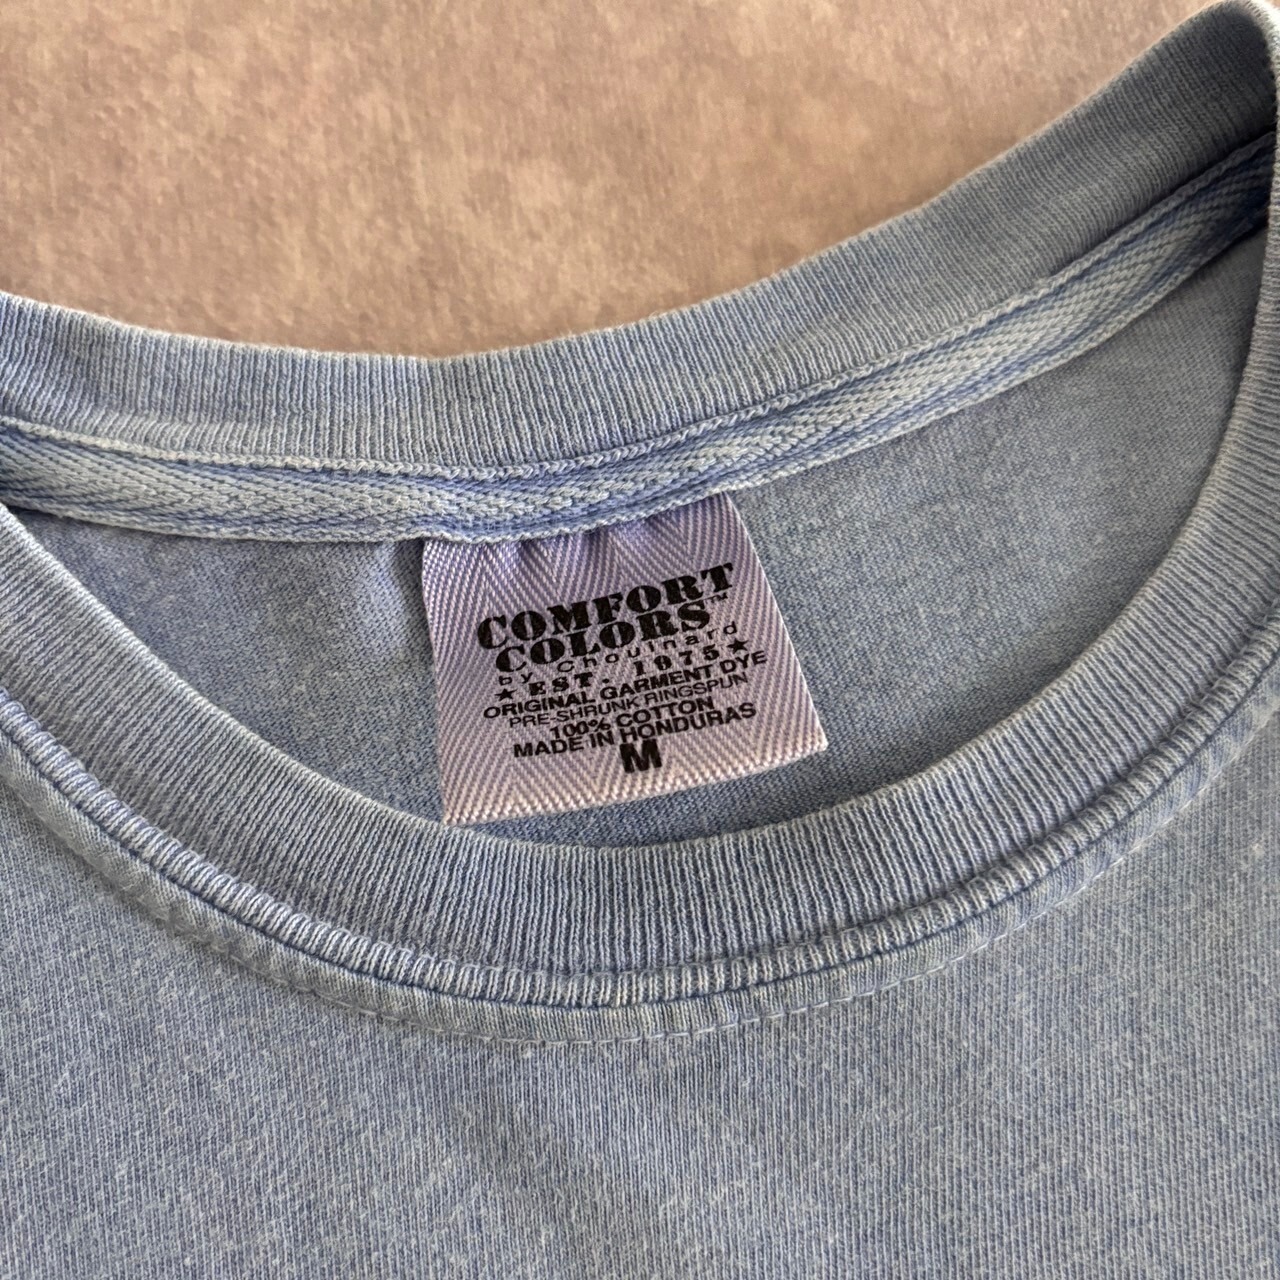 COMFORT
COLORS™
by Chouinard
★ EST. 1975 ★
ORIGINAL GARMENT DYE
PRE-SHRUNK RINGSPUN
100% COTTON
MADE IN HONDURAS
M